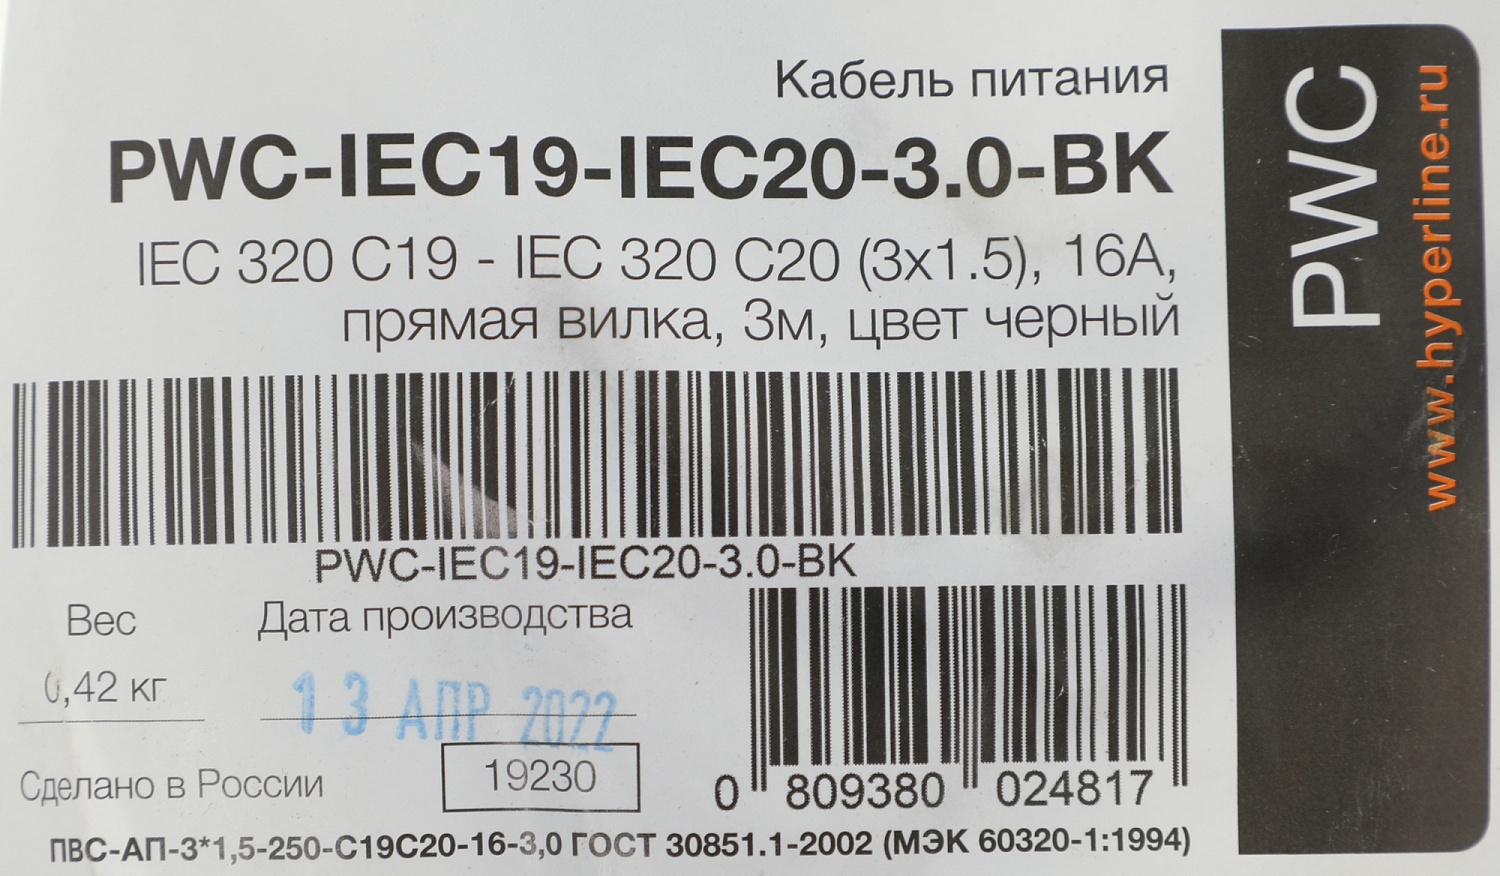 Кабель питания
PWC-IEC19-IEC20-3.0-BK
IEC 320 C19 - IEC 320 C20 (3x1.5), 16A,
прямая вилка, 3м, цвет черный
PWC-IEC19-IEC20-3.0-BK
Вес
0,42 кг
Дата производства
13 АПР 2022
Сделано в России
19230
0 809380 024817
ПВС-АП-3*1,5-250-С19С20-16-3,0 ГОСТ 30851.1-2002 (МЭК 60320-1:1994)
PWC
www.hyperline.ru